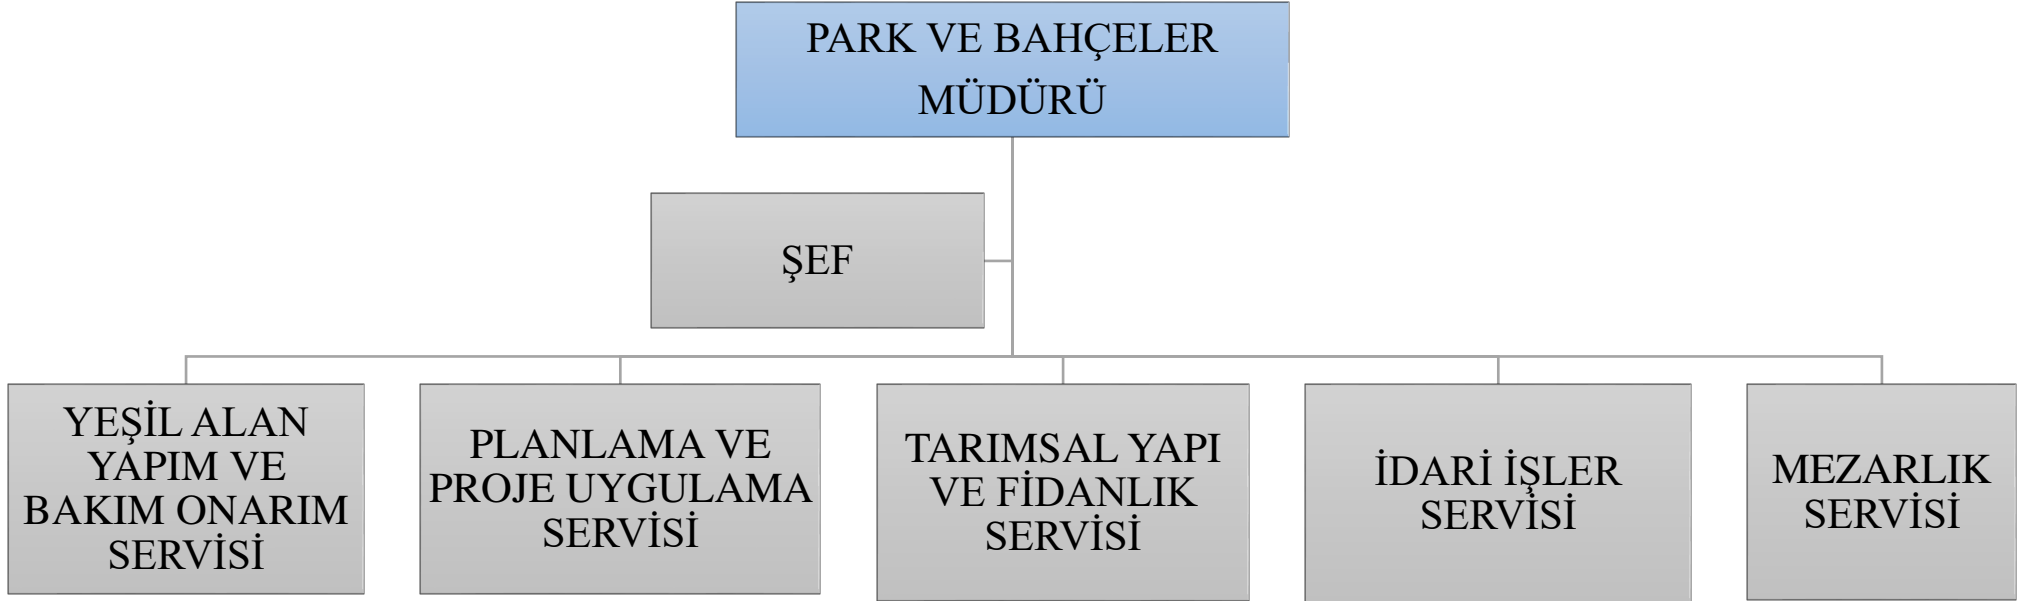 PARK VE BAHÇELER
MÜDÜRÜ
ŞEF
YEŞİL ALAN
YAPIM VE
BAKIM ONARIM
SERVİSİ
PLANLAMA VE
PROJE UYGULAMA
SERVİSİ
TARIMSAL YAPI
VE FİDANLIK
SERVİSİ
İDARİ İŞLER
SERVİSİ
MEZARLIK
SERVİSİ